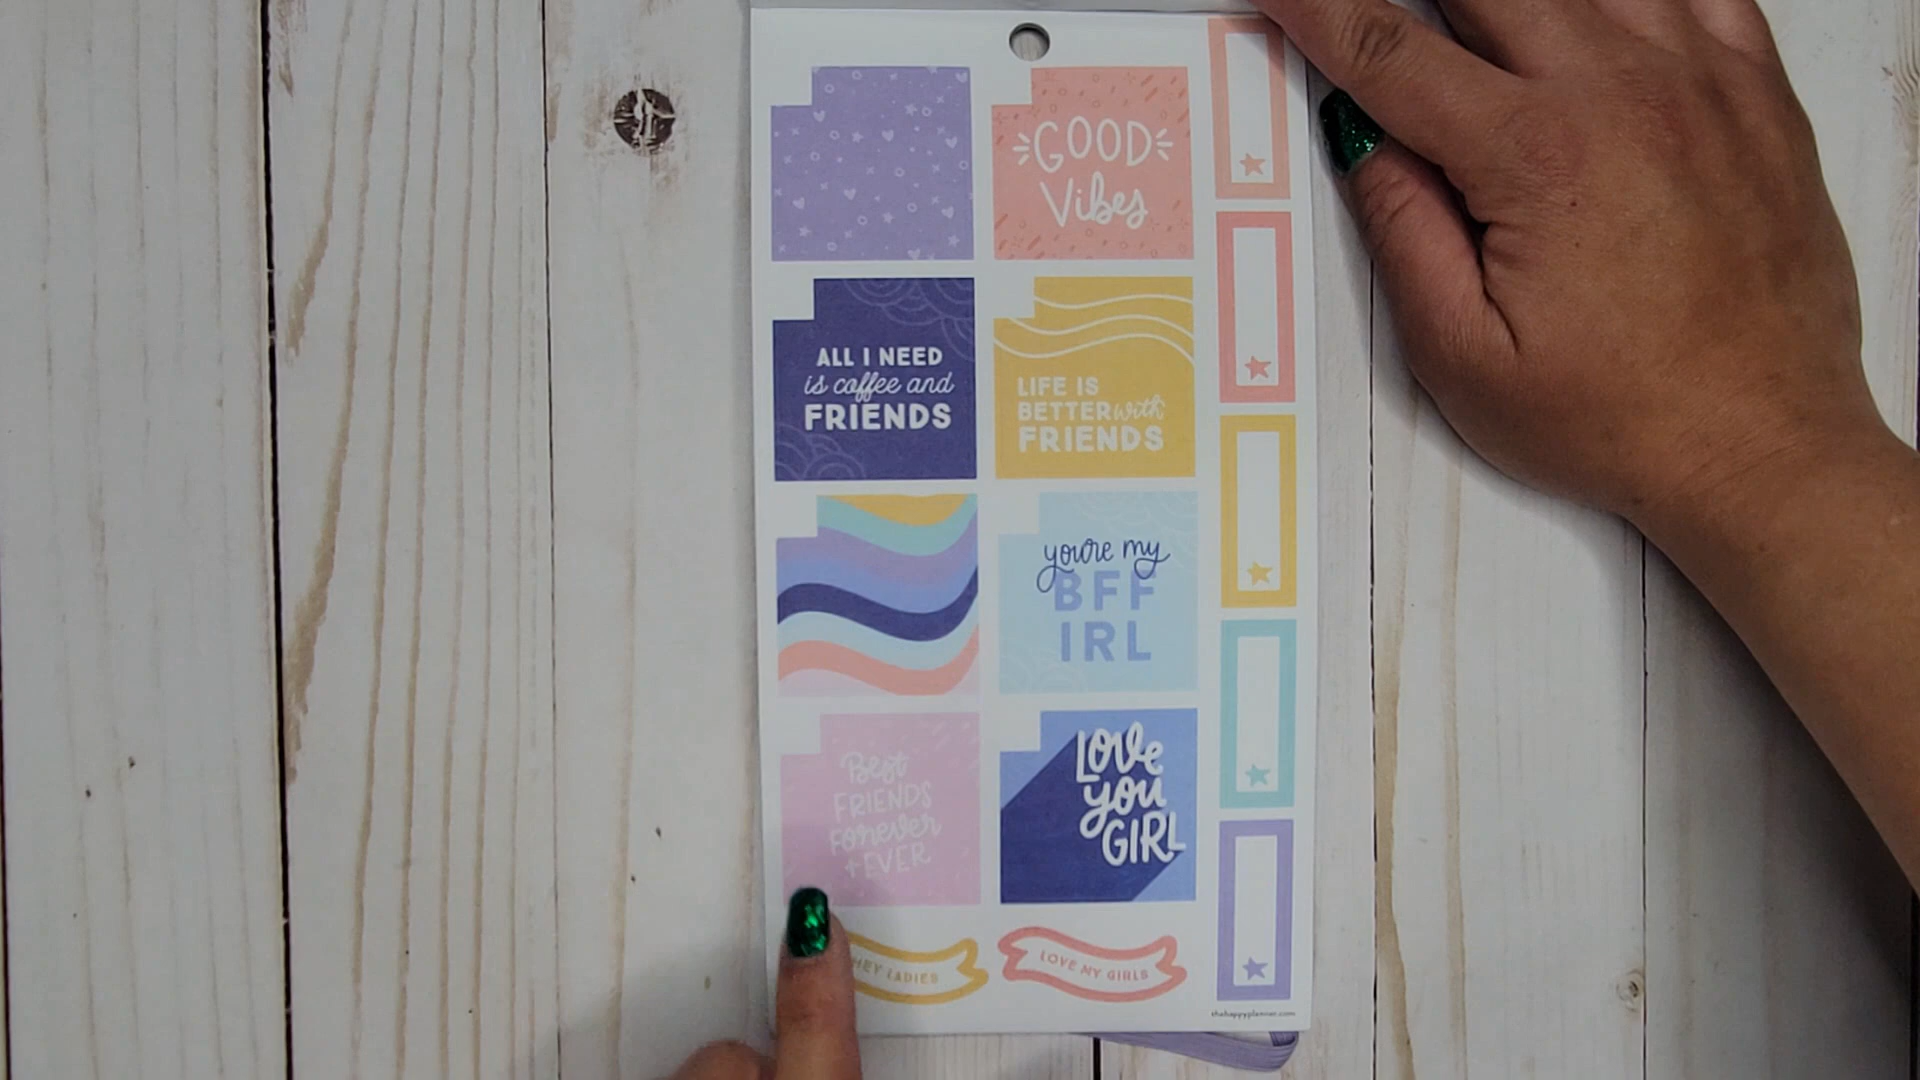 GOOD
Vibes
ALL I NEED
is coffee and
FRIENDS
LIFE IS
BETTER with
FRIENDS
you're my
BFF
IRL
Best
FRIENDS
Forever
+ EVER
LOVE
you
GIRL
HEY LADIES
LOVE MY GIRLS
thehappyplanner.com